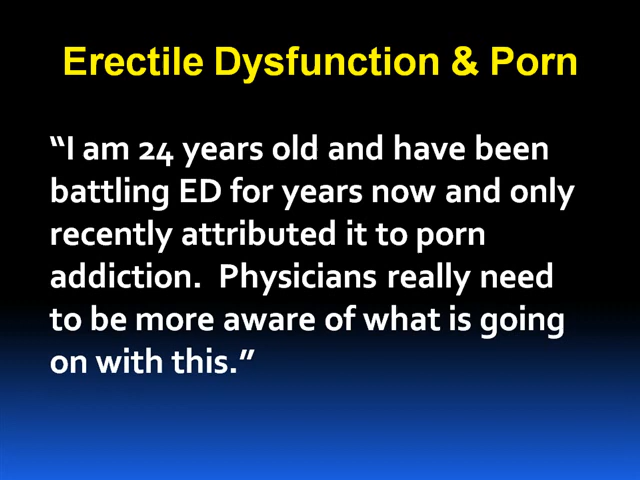 Erectile Dysfunction & Porn
“I am 24 years old and have been
battling ED for years now and only
recently attributed it to porn
addiction.  Physicians really need
to be more aware of what is going
on with this.”